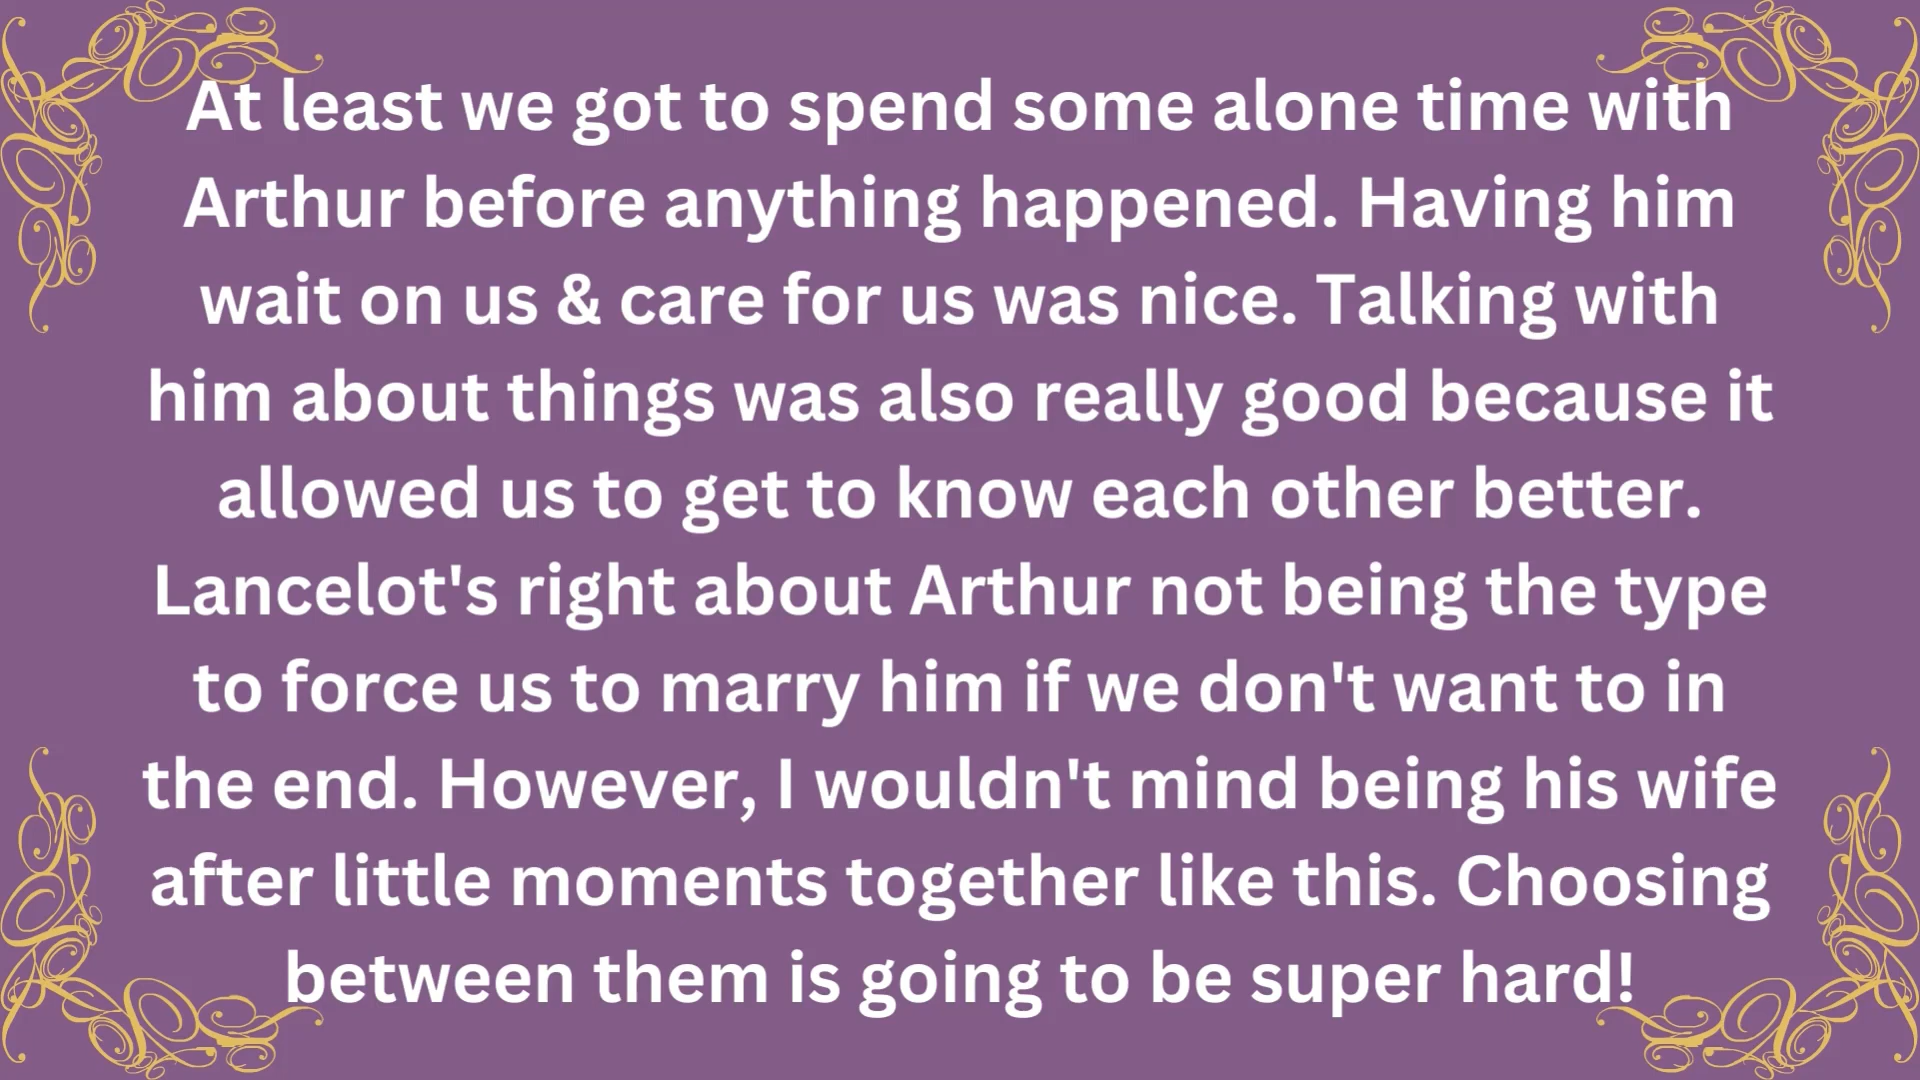 At least we got to spend some alone time with
Arthur before anything happened. Having him
wait on us & care for us was nice. Talking with
him about things was also really good because it
allowed us to get to know each other better.
Lancelot's right about Arthur not being the type
to force us to marry him if we don't want to in
the end. However, I wouldn't mind being his wife
after little moments together like this. Choosing
between them is going to be super hard!